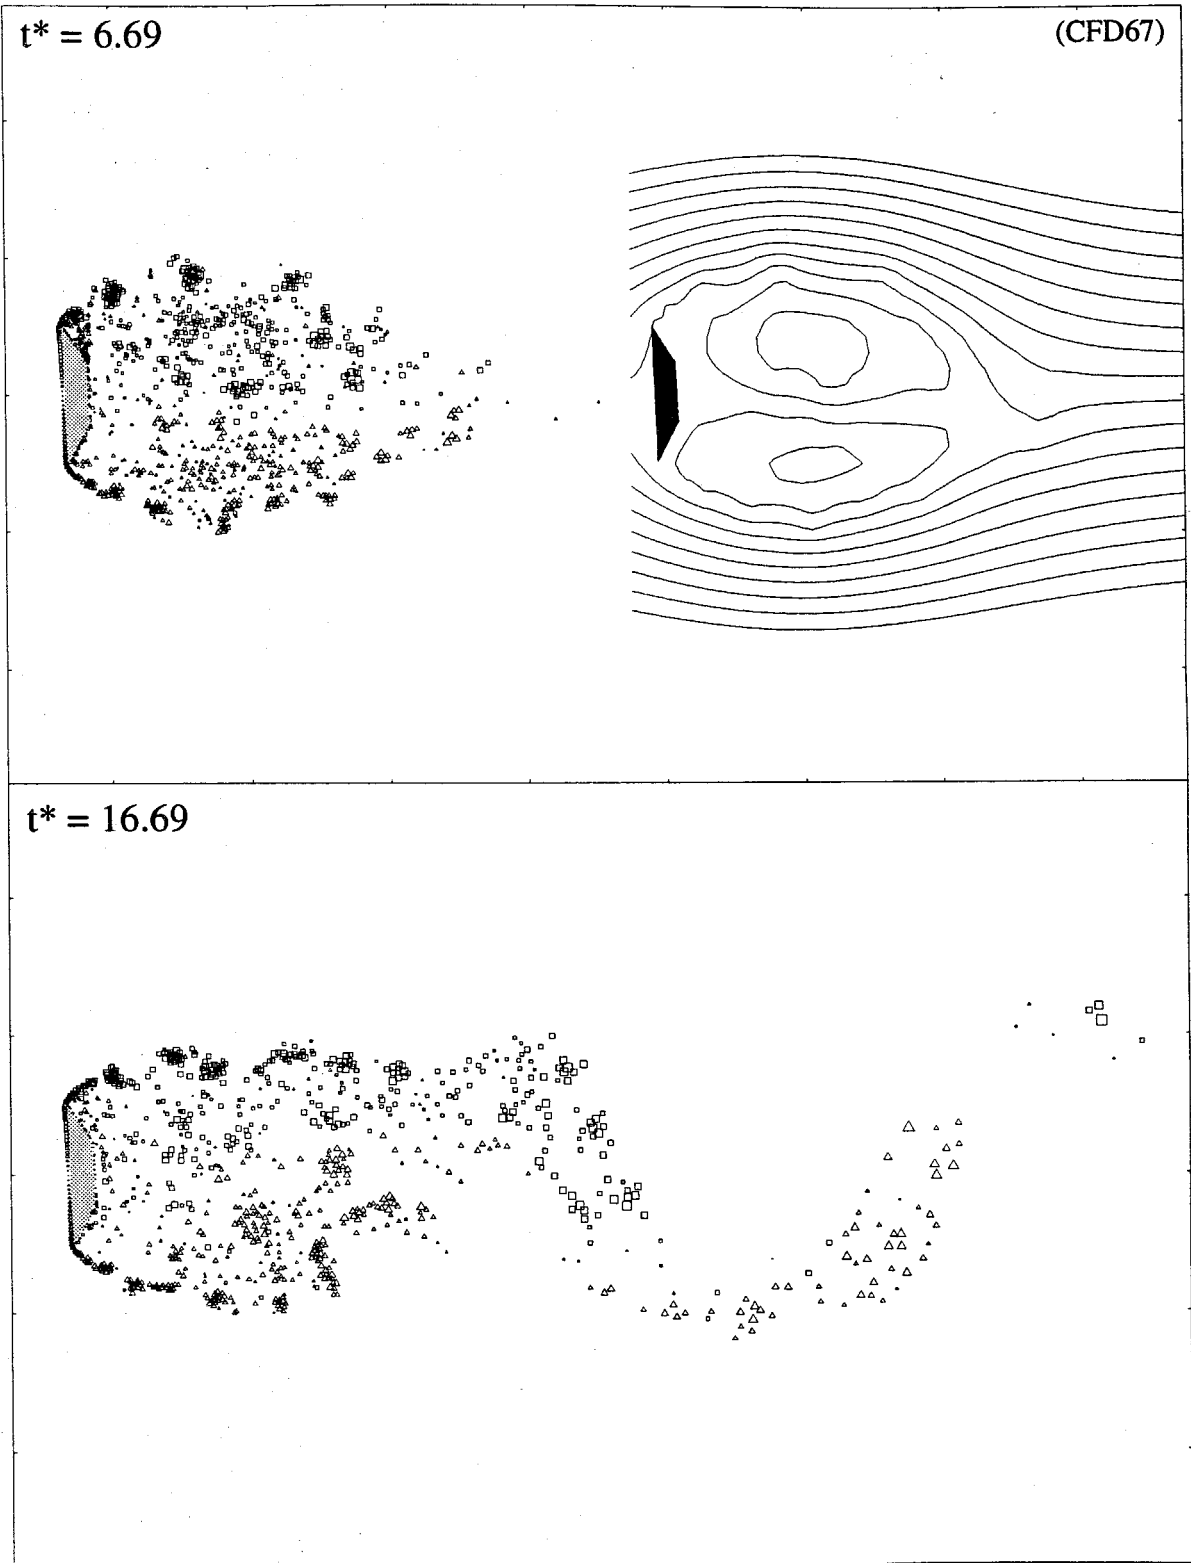 t* = 6.69
(CFD67)
t* = 16.69